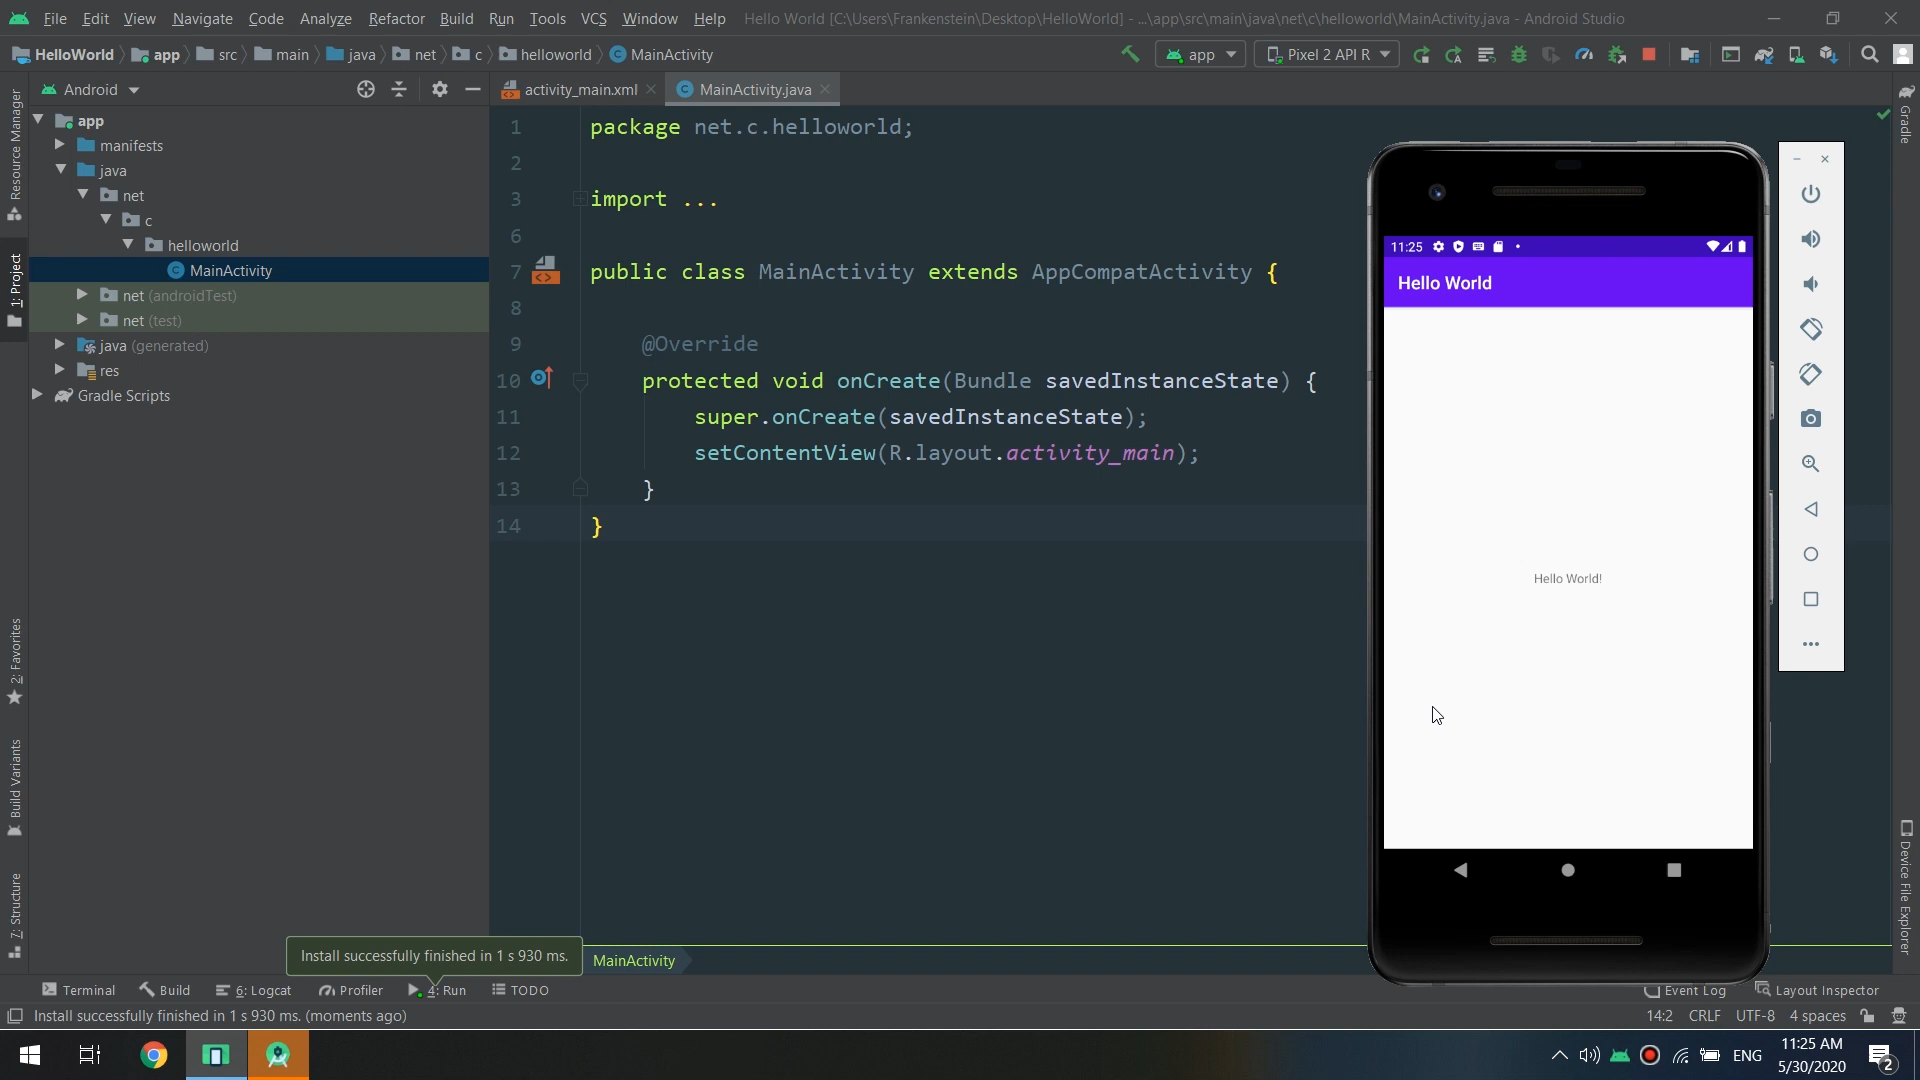 File Edit View Navigate Code Analyze Refactor Build Run Tools VCS Window Help Hello World [C:\Users\Frankenstein\Desktop\HelloWorld] - ...\app\src\main\java\net\c\helloworld\MainActivity.java - Android Studio
HelloWorld app src main java net c helloworld MainActivity app Pixel 2 API R
Android
activity_main.xml MainActivity.java
Resource Manager
1: Project
2: Favorites
Build Variants
7: Structure
app
manifests
java
net
c
helloworld
MainActivity
net (androidTest)
net (test)
java (generated)
res
Gradle Scripts
1 package net.c.helloworld;
2
3 import ...
6
7 public class MainActivity extends AppCompatActivity {
8
9 @Override
10 protected void onCreate(Bundle savedInstanceState) {
11 super.onCreate(savedInstanceState);
12 setContentView(R.layout.activity_main);
13 }
14 }
11:25
Hello World
Hello World!
Gradle
Device File Explorer
Install successfully finished in 1 s 930 ms.
MainActivity
Terminal Build 6: Logcat Profiler 4: Run TODO Event Log Layout Inspector
Install successfully finished in 1 s 930 ms. (moments ago) 14:2 CRLF UTF-8 4 spaces
ENG 11:25 AM
5/30/2020
2